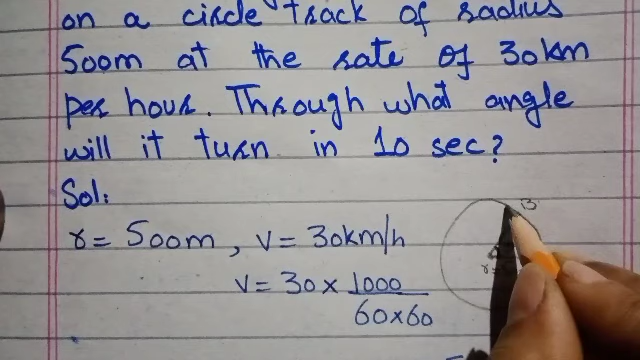 on a circle track of radius
500m at the rate of 30km
per hour. Through what angle
will it turn in 10 sec?
Sol:
r = 500m, v = 30km/h
v = 30 × 1000
60×60
B
r=